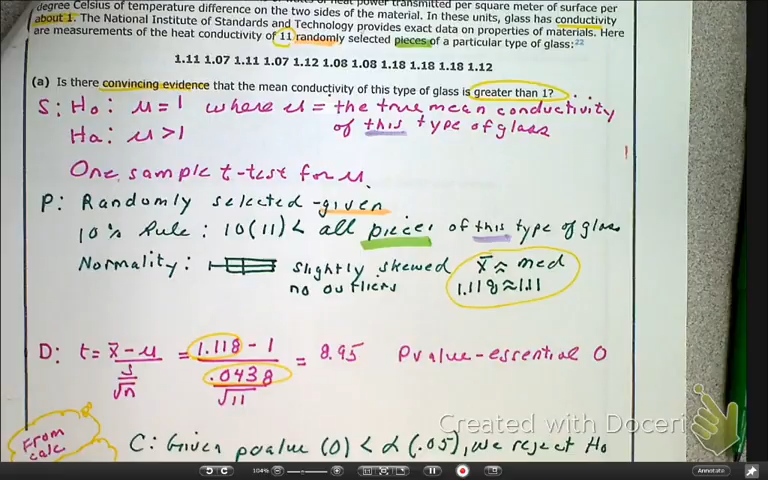 degree Celsius of temperature difference on the two sides of the material. In these units, glass has conductivity
about 1. The National Institute of Standards and Technology provides exact data on properties of materials. Here
are measurements of the heat conductivity of 11 randomly selected pieces of a particular type of glass:22
1.11 1.07 1.11 1.07 1.12 1.08 1.08 1.18 1.18 1.18 1.12
(a) Is there convincing evidence that the mean conductivity of this type of glass is greater than 1?
S: Ho: μ=1 where μ = the true mean conductivity
of this type of glass
Ha: μ>1
One sample t-test for μ
P: Randomly selected - given
10% Rule: 10(11) < all pieces of this type of glass
Normality: slightly skewed x̄ ≈ med
no outliers 1.118 ≈ 1.11
D: t = x̄ - μ / s/√n = 1.118 - 1 / .0438/√11 = 8.95 Pvalue - essential 0
From calc
C: Given pvalue (0) < α (.05), we reject Ho
Created with Doceri
104%
Annotate